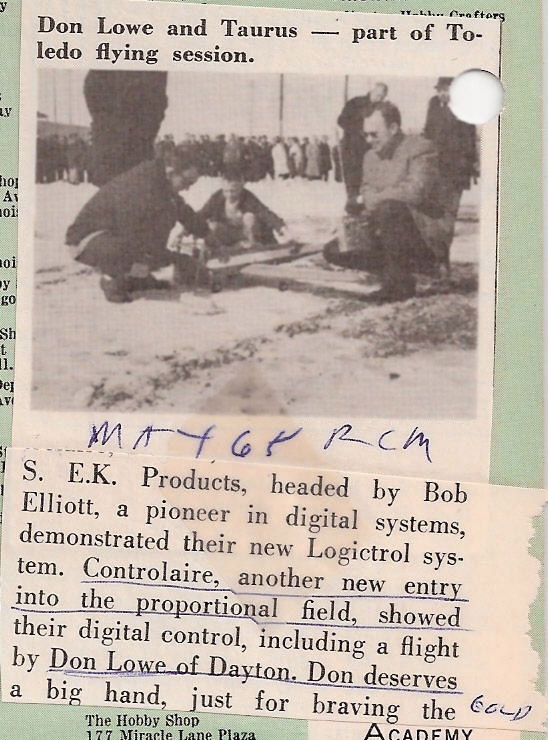 Hobby Crafters
Don Lowe and Taurus — part of To-
ledo flying session.
MAY 65 RCM
S. E.K. Products, headed by Bob
Elliott, a pioneer in digital systems,
demonstrated their new Logictrol sys-
tem. Controlaire, another new entry
into the proportional field, showed
their digital control, including a flight
by Don Lowe of Dayton. Don deserves
a big hand, just for braving the COLD
The Hobby Shop
177 Miracle Lane Plaza
ACADEMY